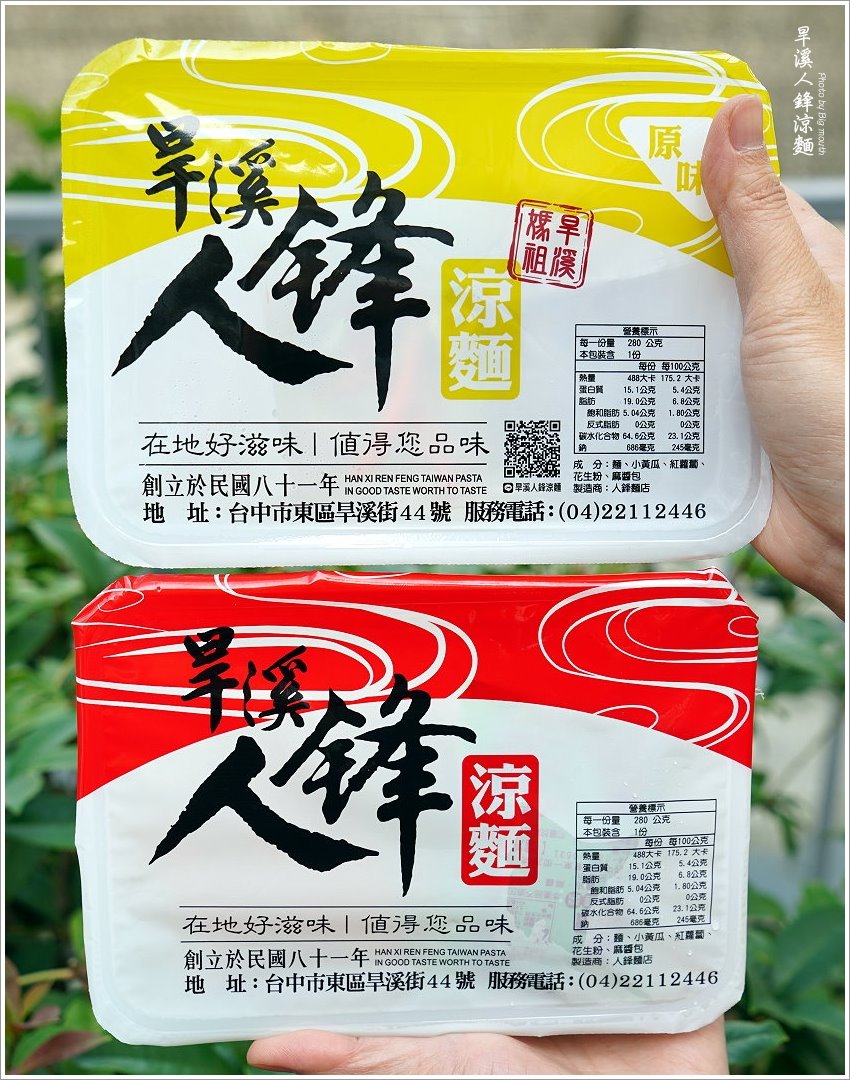 旱溪人鋒涼麵
Photo by Big mouth
原味
旱溪
人鋒
涼麵
旱溪
媽祖
營養標示
每一份量 280 公克
本包裝含 1份
每份 每100公克
熱量 488大卡 175.2 大卡
蛋白質 15.1公克 5.4公克
脂肪 19.0公克 6.8公克
飽和脂肪 5.04公克 1.80公克
反式脂肪 0公克 0公克
碳水化合物 64.6公克 23.1公克
鈉 686毫克 245毫克
成 分：麵、小黃瓜、紅蘿蔔、
花生粉、麻醬包
製造商：人鋒麵店
在地好滋味 | 值得您品味
旱溪人鋒涼麵
創立於民國八十一年
HAN XI REN FENG TAIWAN PASTA
IN GOOD TASTE WORTH TO TASTE
地 址：台中市東區旱溪街44號 服務電話：(04)22112446
旱溪
人鋒
涼麵
營養標示
每一份量 280 公克
本包裝含 1份
每份 每100公克
熱量 488大卡 175.2 大卡
蛋白質 15.1公克 5.4公克
脂肪 19.0公克 6.8公克
飽和脂肪 5.04公克 1.80公克
反式脂肪 0公克 0公克
碳水化合物 64.6公克 23.1公克
鈉 686毫克 245毫克
成 分：麵、小黃瓜、紅蘿蔔、
花生粉、麻醬包
製造商：人鋒麵店
在地好滋味 | 值得您品味
創立於民國八十一年
HAN XI REN FENG TAIWAN PASTA
IN GOOD TASTE WORTH TO TASTE
地 址：台中市東區旱溪街44號 服務電話：(04)22112446